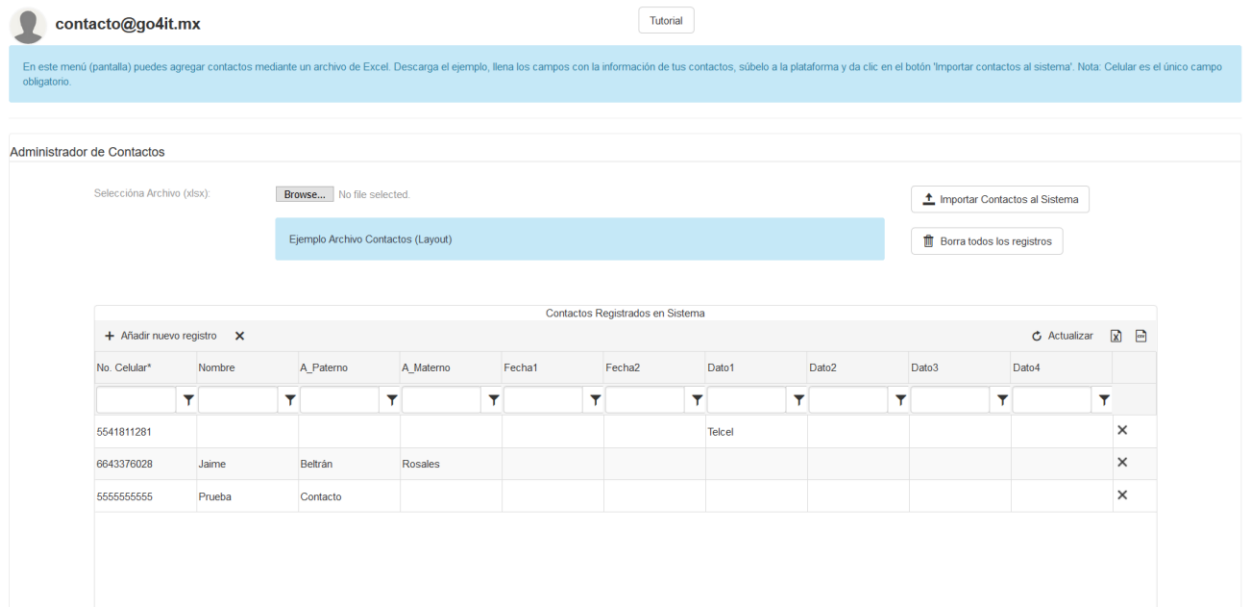 contacto@go4it.mx
Tutorial
En este menú (pantalla) puedes agregar contactos mediante un archivo de Excel. Descarga el ejemplo, llena los campos con la información de tus contactos, súbelo a la plataforma y da clic en el botón 'Importar contactos al sistema'. Nota: Celular es el único campo
obligatorio.
Administrador de Contactos
Seleccióna Archivo (xlsx):
Browse... No file selected.
Importar Contactos al Sistema
Ejemplo Archivo Contactos (Layout)
Borra todos los registros
Contactos Registrados en Sistema
Añadir nuevo registro
Actualizar
No. Celular* Nombre A_Paterno A_Materno Fecha1 Fecha2 Dato1 Dato2 Dato3 Dato4
5541811281 Telcel
6643376028 Jaime Beltrán Rosales
5555555555 Prueba Contacto